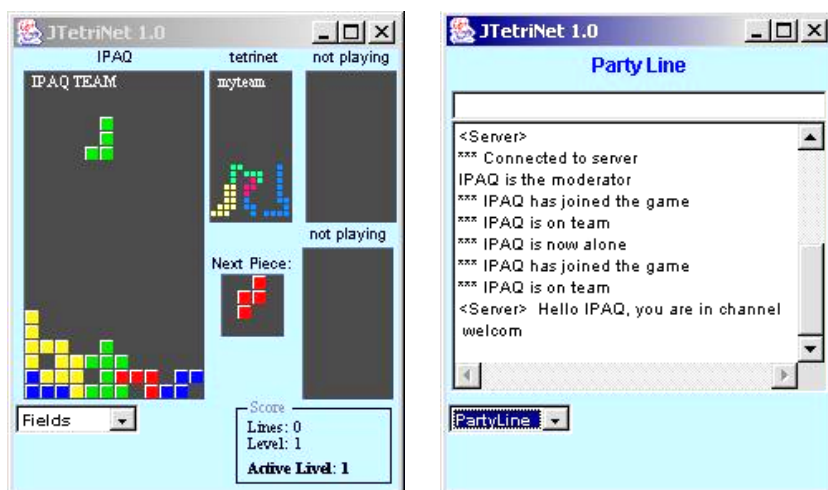 JTetriNet 1.0
IPAQ
tetrinet
not playing
IPAQ TEAM
myteam
not playing
Next Piece:
Fields
Score
Lines: 0
Level: 1
Active Livel: 1
JTetriNet 1.0
Party Line
<Server>
*** Connected to server
IPAQ is the moderator
*** IPAQ has joined the game
*** IPAQ is on team
*** IPAQ is now alone
*** IPAQ has joined the game
*** IPAQ is on team
<Server> Hello IPAQ, you are in channel
welcom
PartyLine